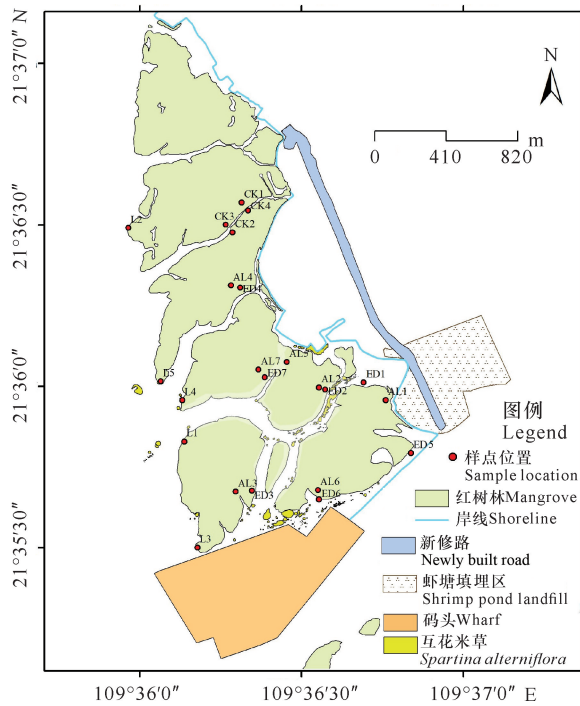 21°37′0″ N
N
m
0 410 820
CK1
CK4
CK3
CK2
L2
21°36′30″
AL4
ED4
AL5
AL7
ED7
L5
ED1
AL2
ED2
AL1
21°36′0″
L4
L1
ED5
AL3
ED3
AL6
ED6
L3
21°35′30″
图例
Legend
样点位置
Sample location
红树林Mangrove
岸线Shoreline
新修路
Newly built road
虾塘填埋区
Shrimp pond landfill
码头Wharf
互花米草
Spartina alterniflora
109°36′0″ 109°36′30″ 109°37′0″ E